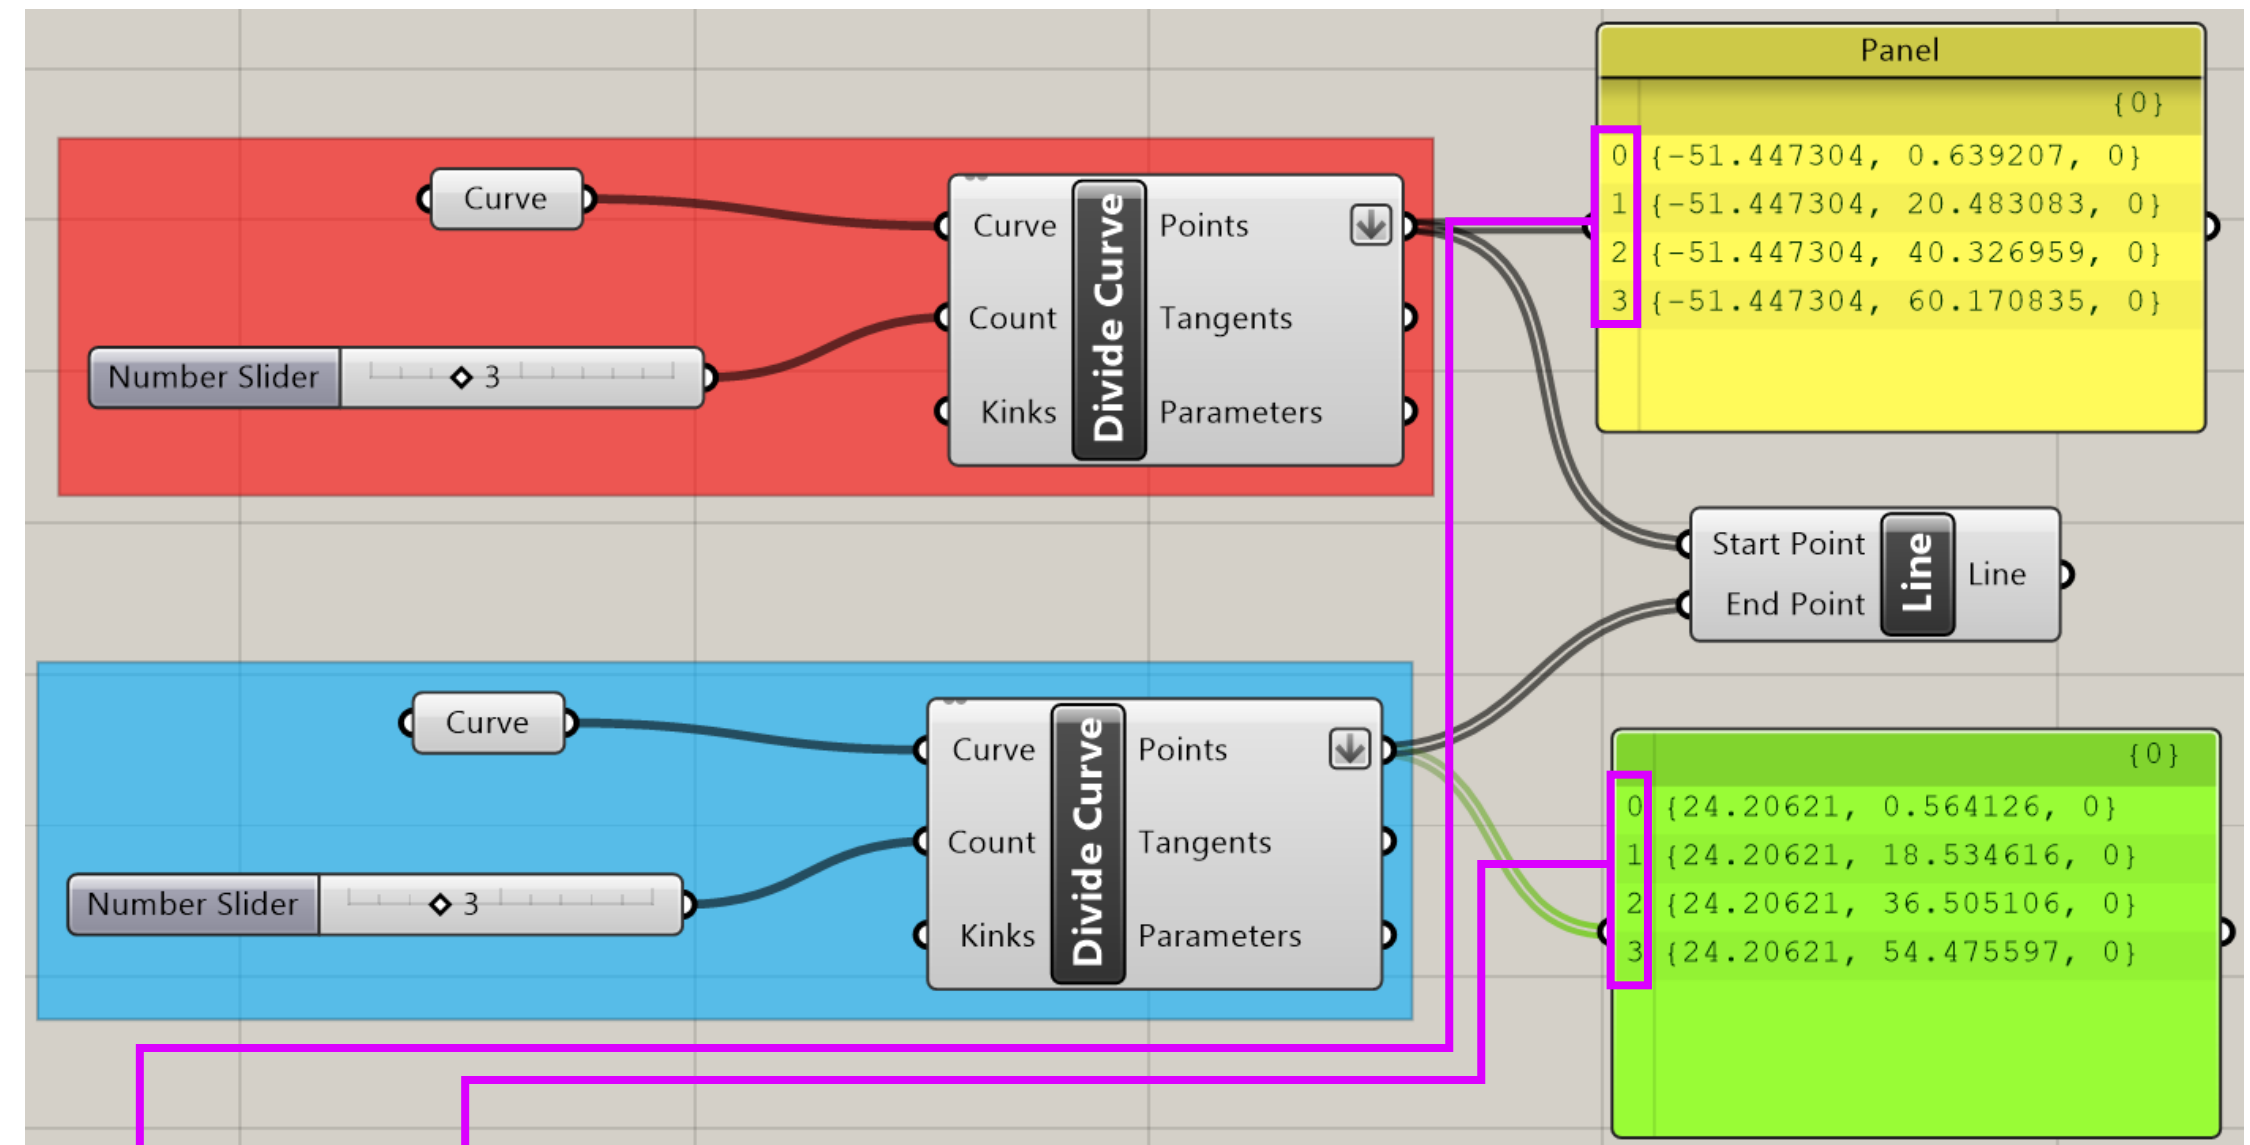 Panel
{0}
0 {-51.447304, 0.639207, 0}
1 {-51.447304, 20.483083, 0}
2 {-51.447304, 40.326959, 0}
3 {-51.447304, 60.170835, 0}
Curve
Number Slider 3
Curve
Count
Kinks
Divide Curve
Points
Tangents
Parameters
Start Point
End Point
Line
Line
Curve
Number Slider 3
Curve
Count
Kinks
Divide Curve
Points
Tangents
Parameters
{0}
0 {24.20621, 0.564126, 0}
1 {24.20621, 18.534616, 0}
2 {24.20621, 36.505106, 0}
3 {24.20621, 54.475597, 0}